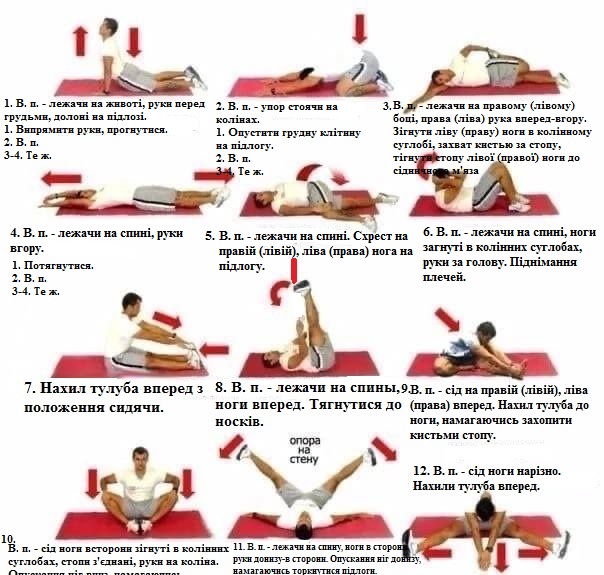 1. В. п. - лежачи на животі, руки перед
грудьми, долоні на підлозі.
1. Випрямити руки, прогнутися.
2. В. п.
3-4. Те ж.
2. В. п. - упор стоячи на
колінах.
1. Опустити грудну клітину
на підлогу.
2. В. п.
3-4. Те ж.
3.В. п. - лежачи на правому (лівому)
боці, права (ліва) рука вперед-вгору.
Зігнути ліву (праву) ноги в колінному
суглобі, захват кистью за стопу,
тігнути стопу лівої (правої) ноги до
сідничного м'яза
4. В. п. - лежачи на спині, руки
вгору.
1. Потягнутися.
2. В. п.
3-4. Те ж.
5. В. п. - лежачи на спині. Схрест на
правій (лівій), ліва (права) нога на
підлогу.
6. В. п. - лежачи на спині, ноги
загнуті в колінних суглобах,
руки за голову. Піднімання
плечей.
7. Нахил тулуба вперед з
положення сидячи.
8. В. п. - лежачи на спины,
ноги вперед. Тягнутися до
носків.
9.В. п. - сід на правій (лівій), ліва
(права) вперед. Нахил тулуба до
ноги, намагаючись захопити
кистьми стопу.
10.
В. п. - сід ноги всторони зігнуті в колінних
суглобах, стопи з'єднані, руки на коліна.
опора
на
стену
11. В. п. - лежачи на спину, ноги в сторони,
руки донизу-в сторони. Опускання ніг донизу,
намагаючись торкнутися підлоги.
12. В. п. - сід ноги нарізно.
Нахили тулуба вперед.